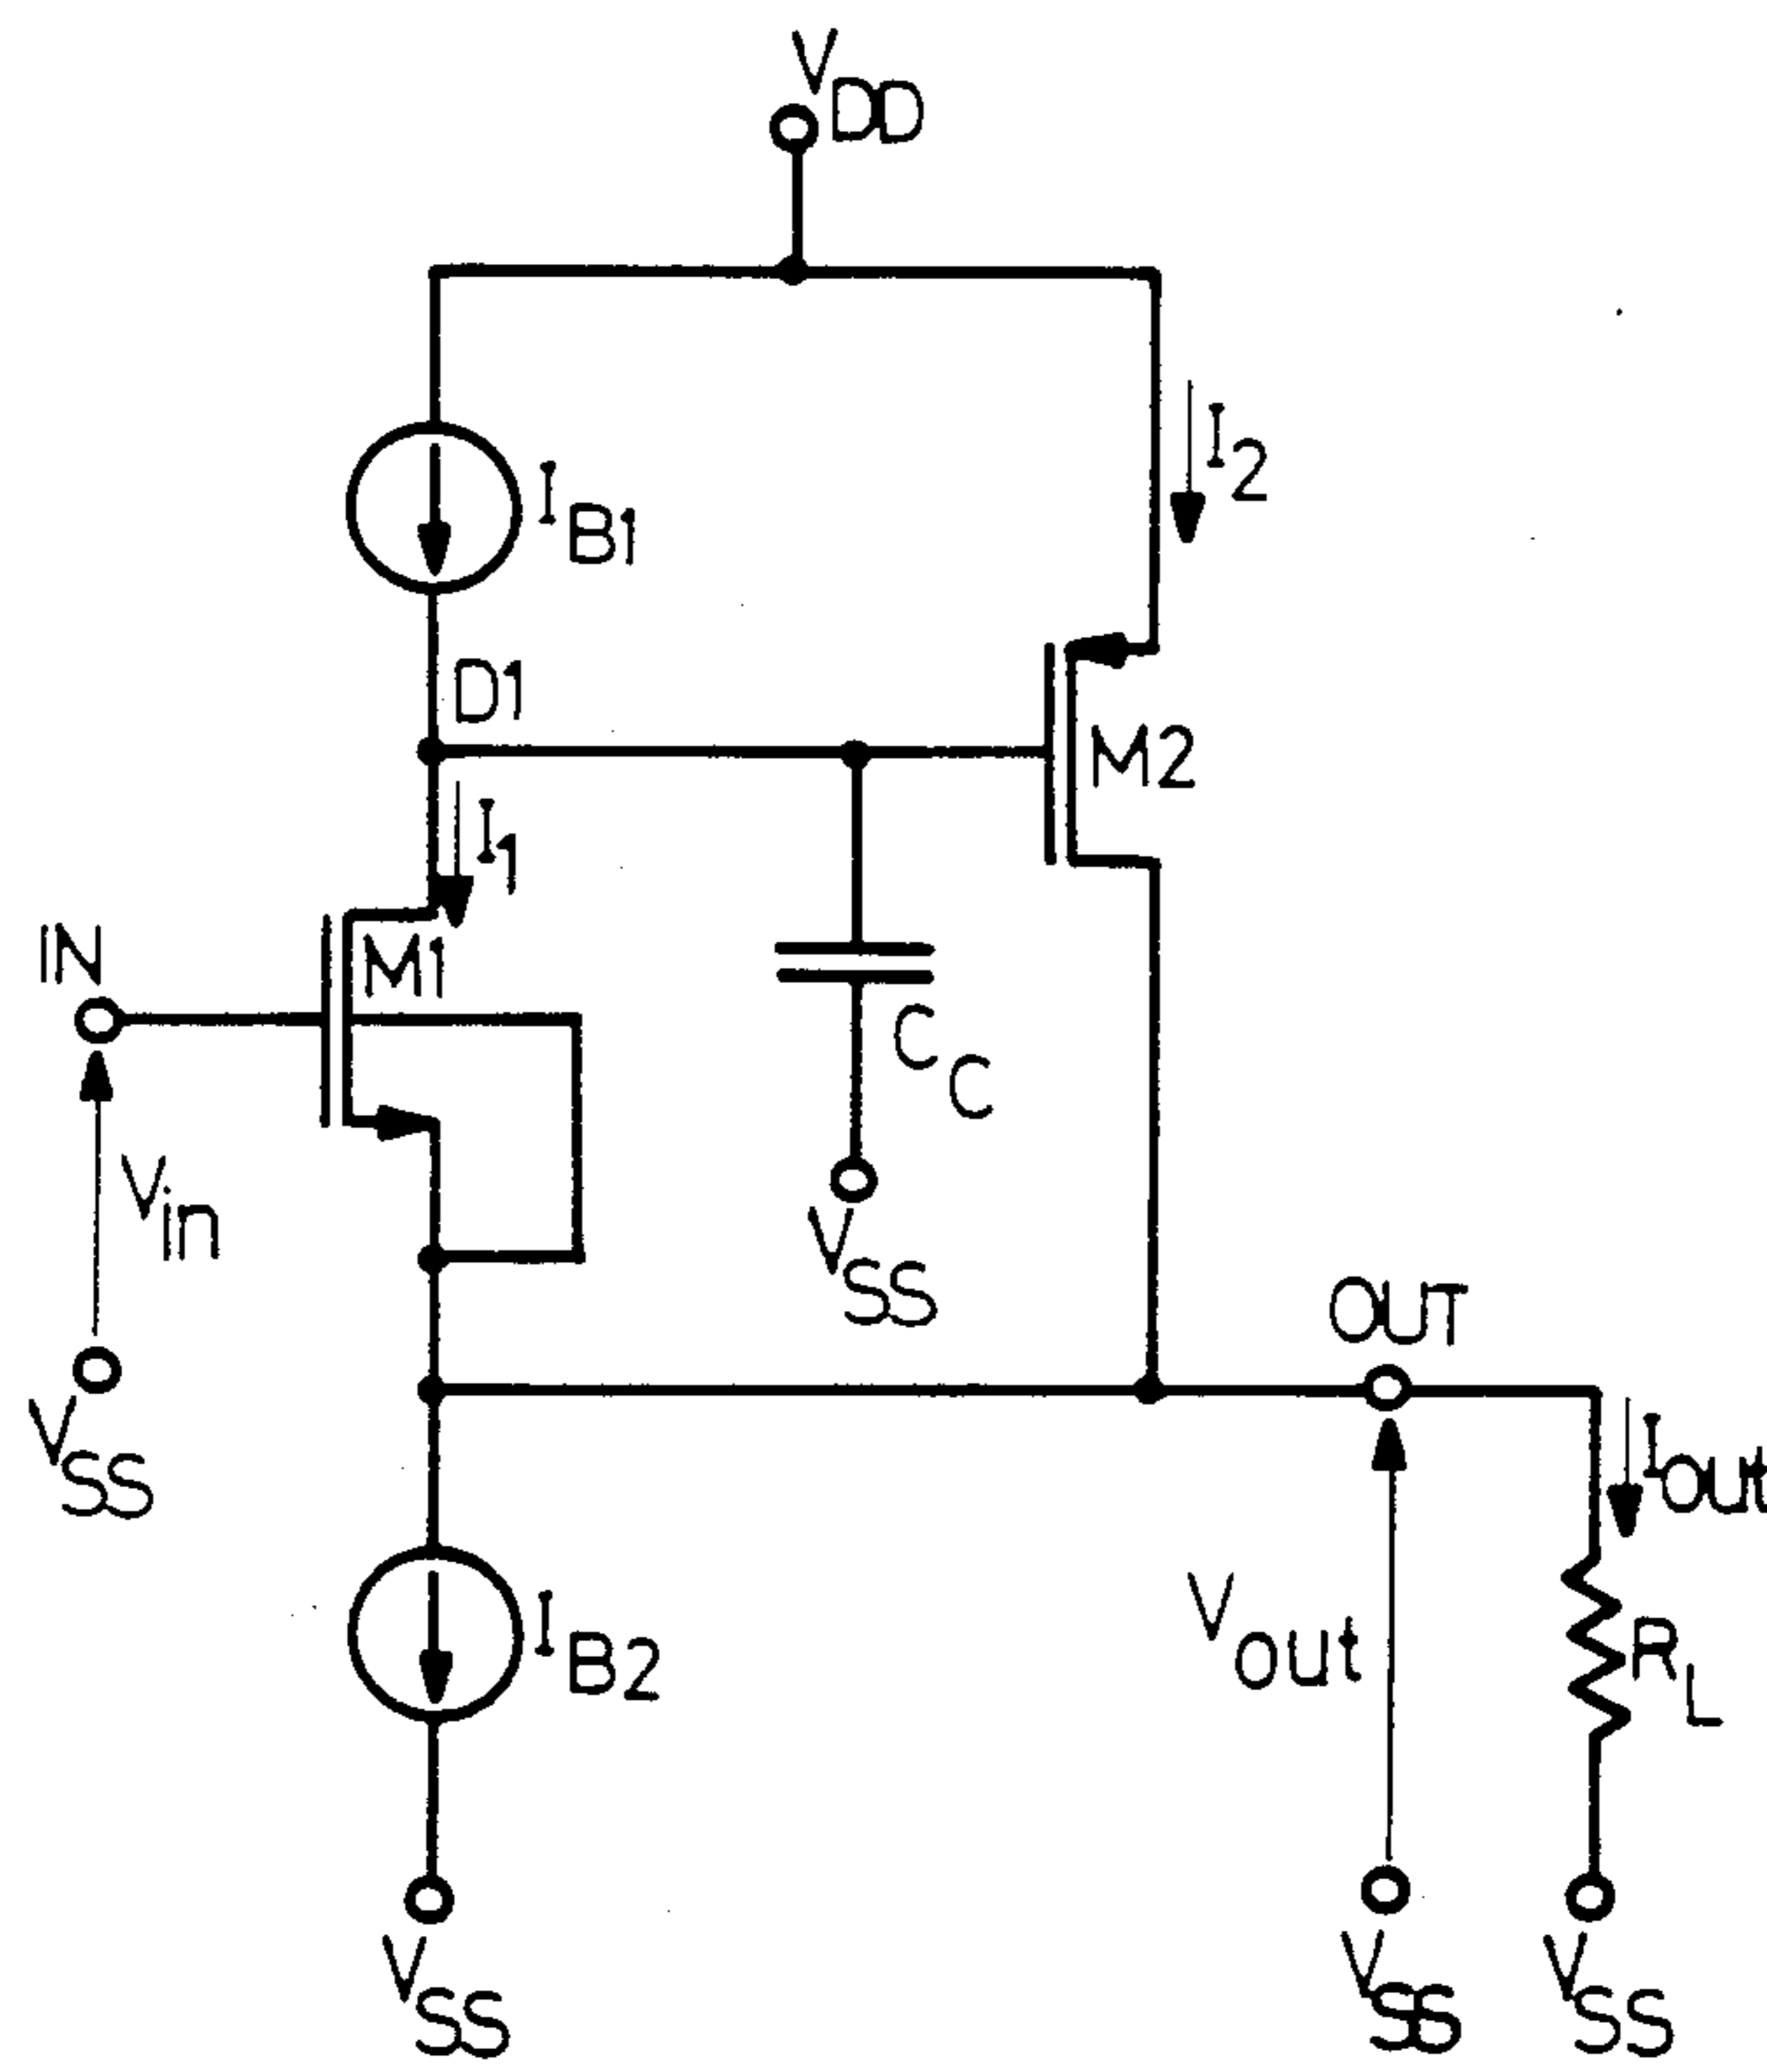 VDD
I2
IB1
D1
M2
I1
IN
M1
CC
Vin
VSS
OUT
VSS
Iout
IB2
Vout
RL
VSS
VSS
VSS